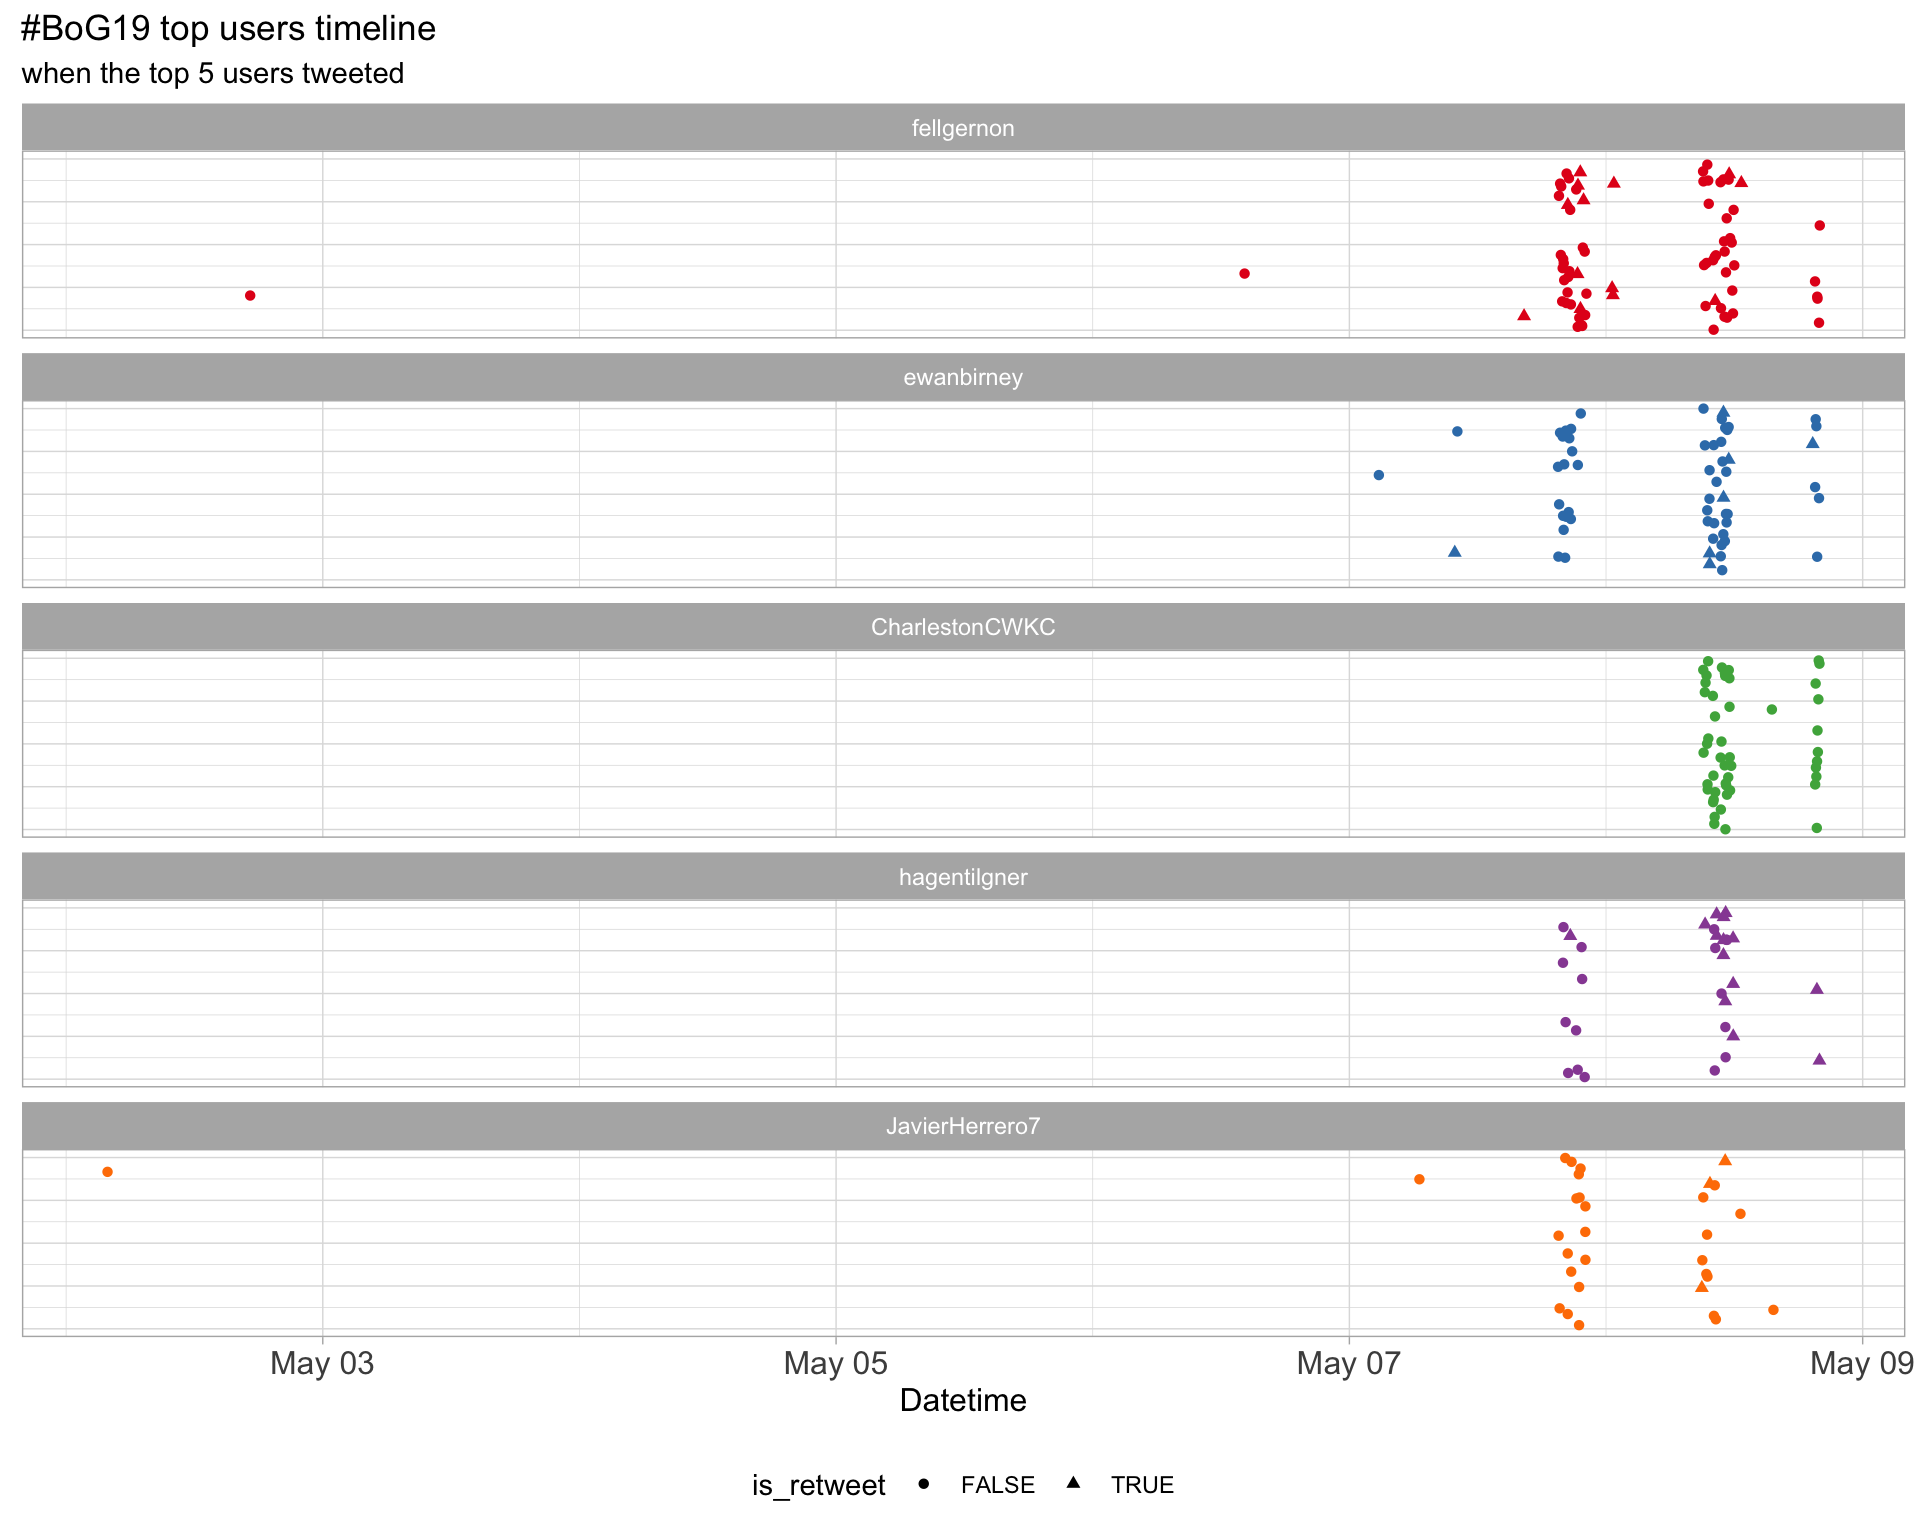 #BoG19 top users timeline
when the top 5 users tweeted
fellgernon
ewanbirney
CharlestonCWKC
hagentilgner
JavierHerrero7
May 03 May 05 May 07 May 09
Datetime
is_retweet FALSE TRUE